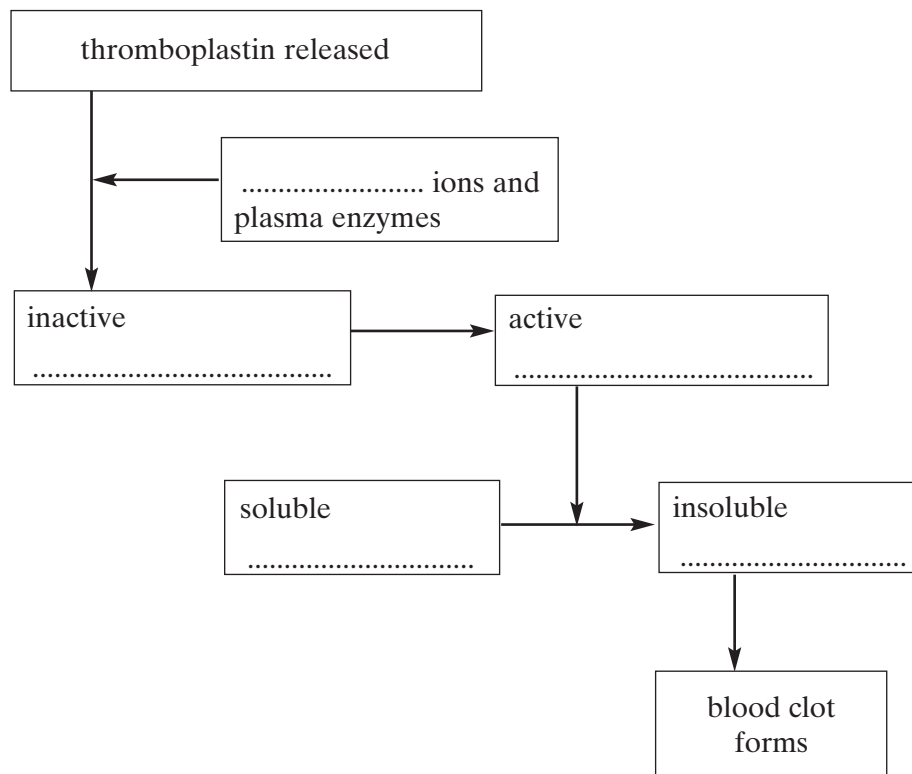 thromboplastin released
........................ ions and
plasma enzymes
inactive
........................................
active
........................................
soluble
..............................
insoluble
..............................
blood clot
forms